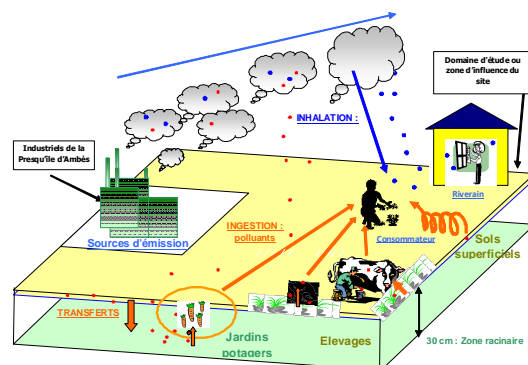 Domaine d'étude ou
zone d'influence du
site
INHALATION :
Industriels de la
Presqu'île d'Ambès
Riverain
INGESTION :
polluants
Sources d'émission
Consommateur
Sols
superficiels
TRANSFERTS
Jardins
potagers
Elevages
30 cm : Zone racinaire